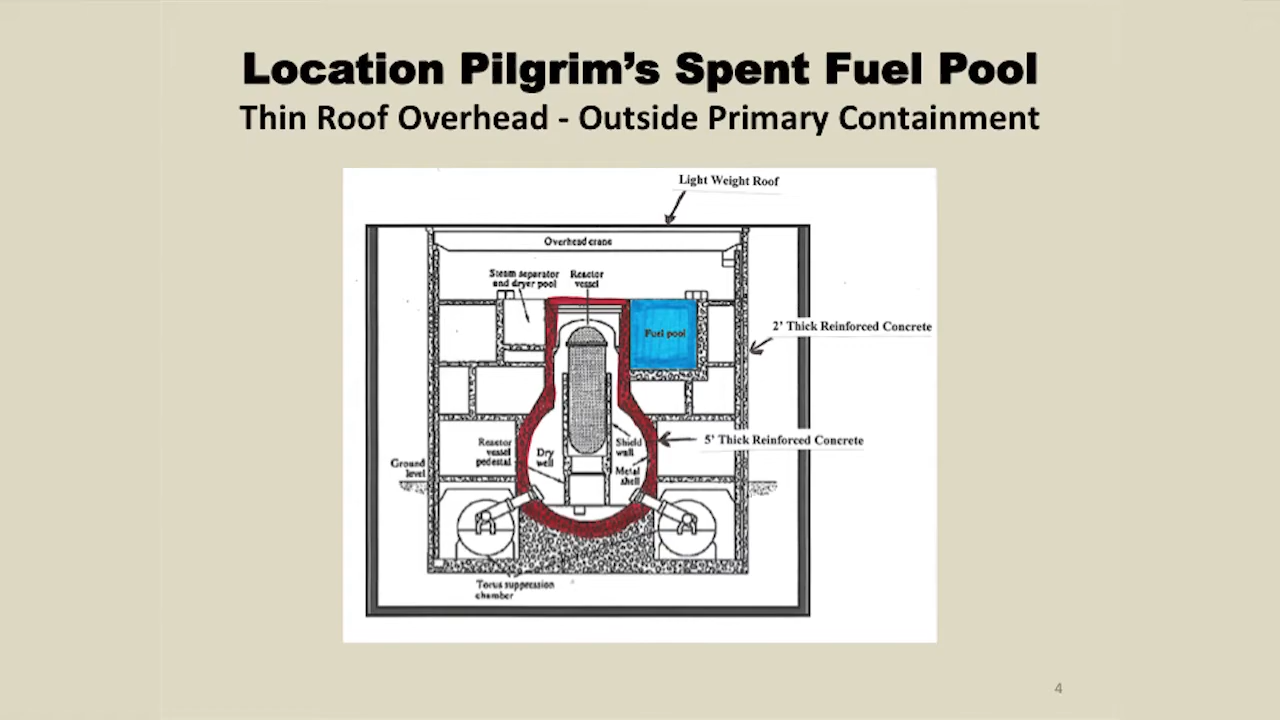 Location Pilgrim's Spent Fuel Pool
Thin Roof Overhead - Outside Primary Containment
Light Weight Roof
Overhead crane
Steam separator
and dryer pool
Reactor
vessel
Fuel pool
2' Thick Reinforced Concrete
5' Thick Reinforced Concrete
Reactor
vessel
pedestal
Dry
well
Shield
wall
Metal
shell
Ground
level
Torus suppression
chamber
4